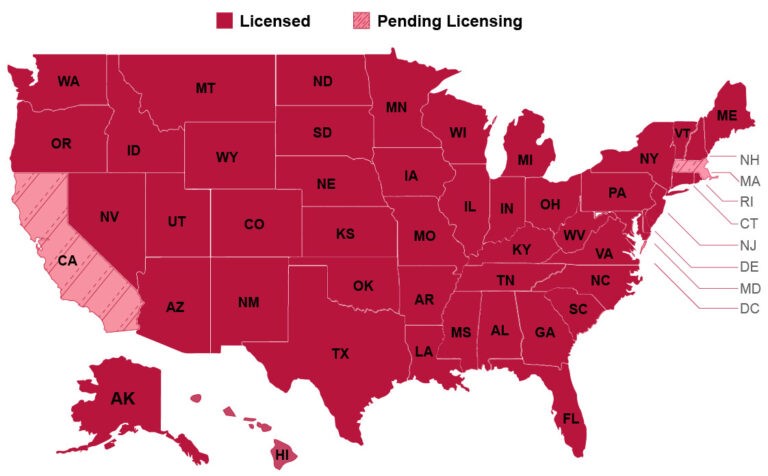 Licensed
Pending Licensing
WA
MT
ND
MN
ME
VT
OR
ID
SD
WI
MI
NY
NH
WY
MA
IA
NE
PA
RI
NV
UT
CO
IL
IN
OH
CT
KS
MO
WV
VA
NJ
CA
KY
DE
OK
TN
NC
MD
AZ
NM
AR
SC
DC
MS
AL
GA
LA
TX
AK
FL
HI